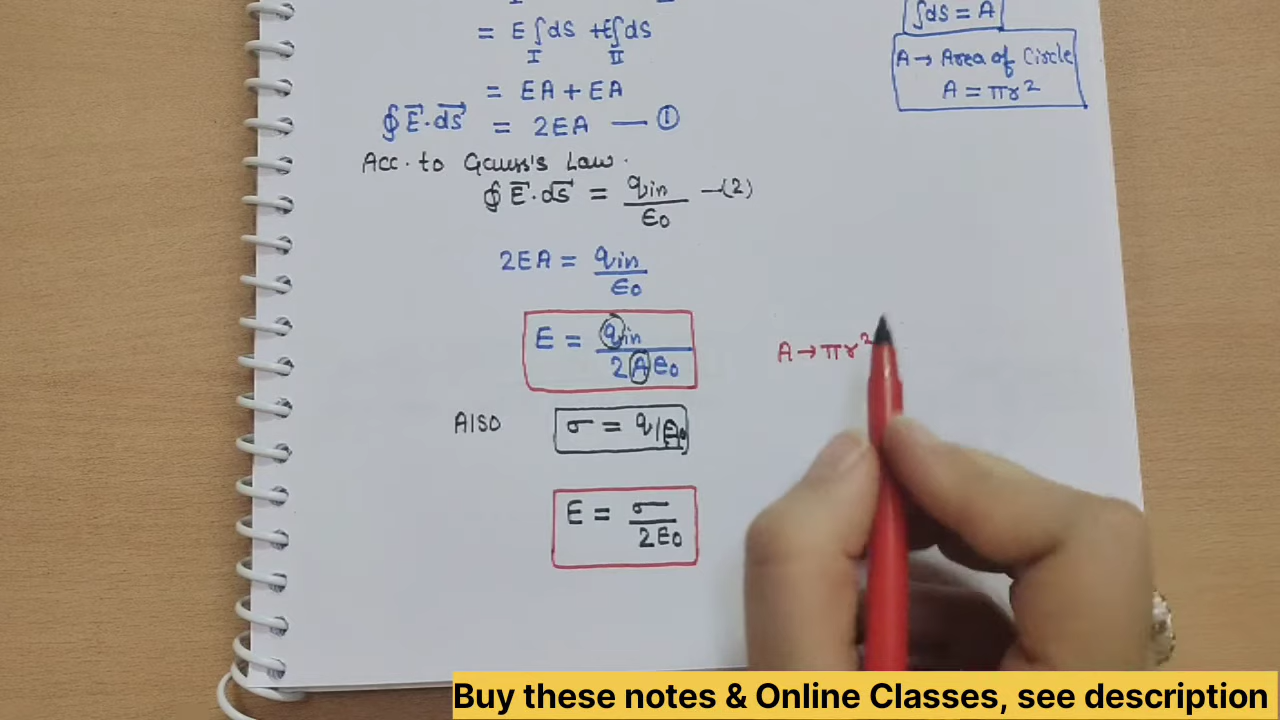 ∫ds = A
= E∫ds + E∫ds
I II
A → Area of Circle
A = πr²
= EA + EA
∮E⃗·ds⃗ = 2EA — ①
Acc. to Gauss's Law.
∮E⃗·ds⃗ = qin/ε0 —(2)
2EA = qin/ε0
E = qin/2Aε0
A → πr²
Also σ = q/A
E = σ/2ε0
Buy these notes & Online Classes, see description